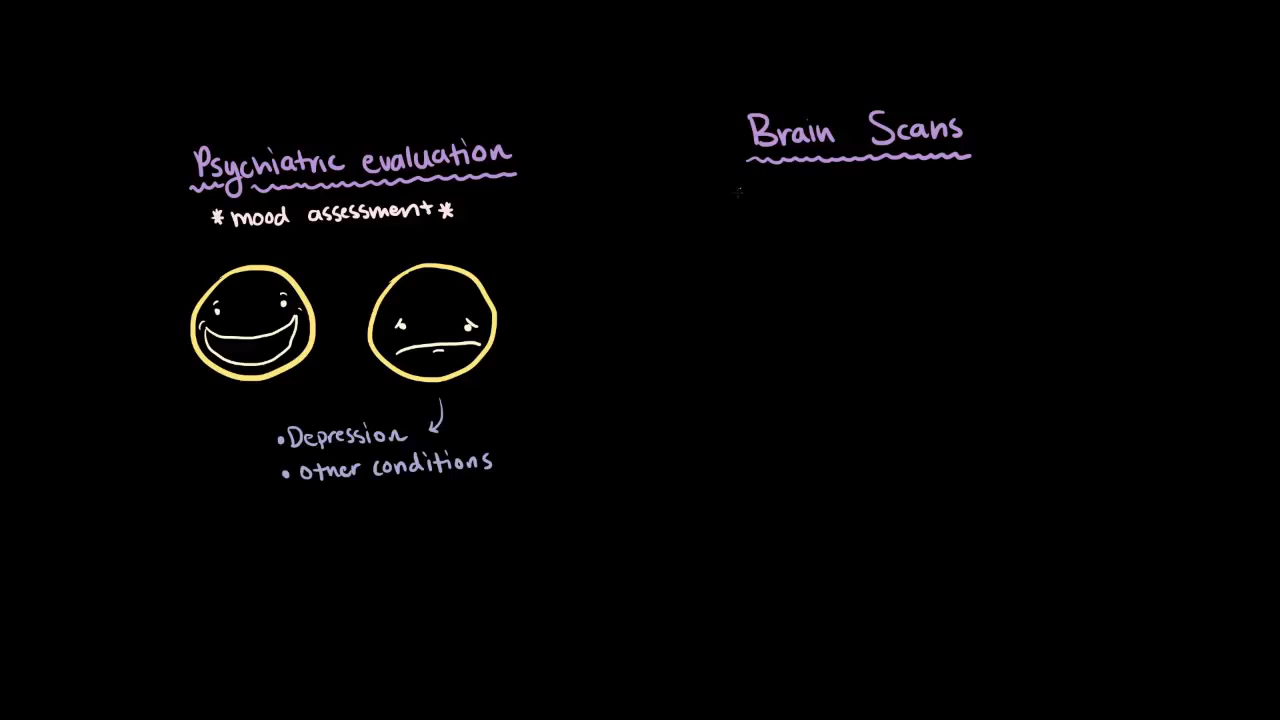 Psychiatric evaluation
*mood assessment*
•Depression
•other conditions
Brain Scans